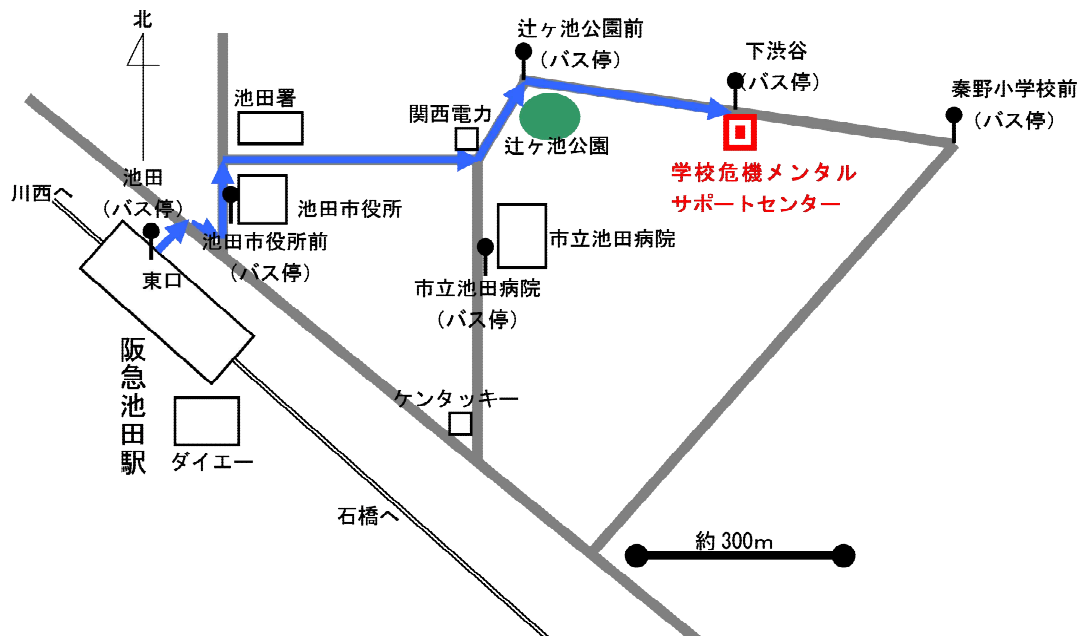 北
辻ヶ池公園前
（バス停）
下渋谷
（バス停）
秦野小学校前
（バス停）
池田署
関西電力
辻ヶ池公園
学校危機メンタル
サポートセンター
川西へ
池田
（バス停）
池田市役所
池田市役所前
（バス停）
東口
市立池田病院
市立池田病院
（バス停）
阪急池田駅
ケンタッキー
ダイエー
石橋へ
約300m